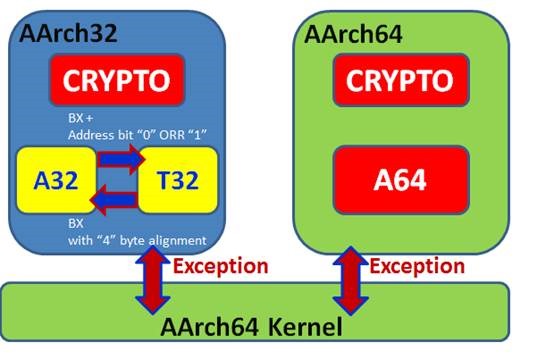 AArch32
CRYPTO
BX +
Address bit “0” ORR “1”
A32
T32
BX
with “4” byte alignment
AArch64
CRYPTO
A64
Exception
Exception
AArch64 Kernel